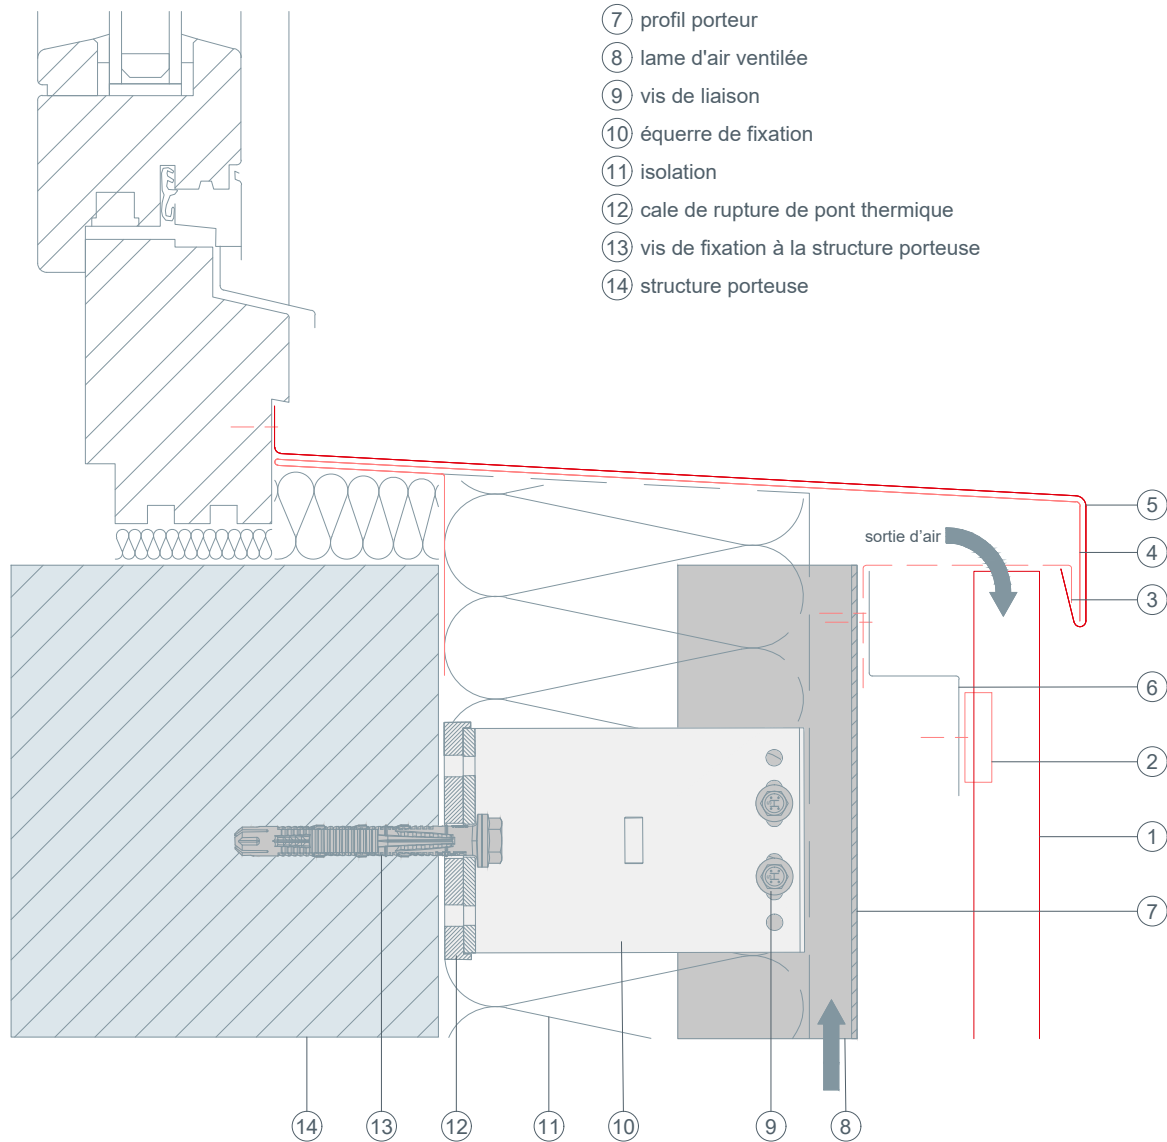 7 profil porteur
8 lame d'air ventilée
9 vis de liaison
10 équerre de fixation
11 isolation
12 cale de rupture de pont thermique
13 vis de fixation à la structure porteuse
14 structure porteuse
5
sortie d'air
4
3
6
2
1
7
14 13 12 11 10 9 8